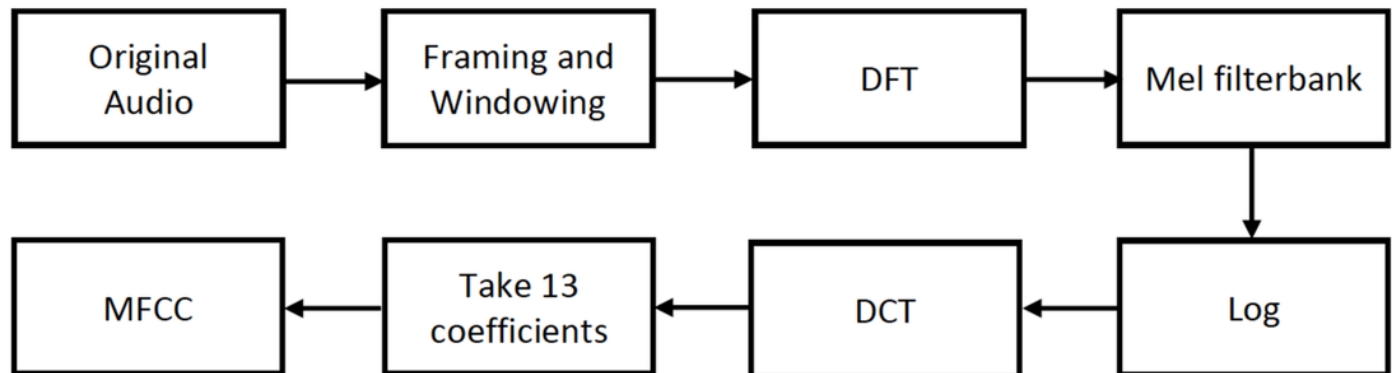 Original
Audio
Framing and
Windowing
DFT
Mel filterbank
MFCC
Take 13
coefficients
DCT
Log